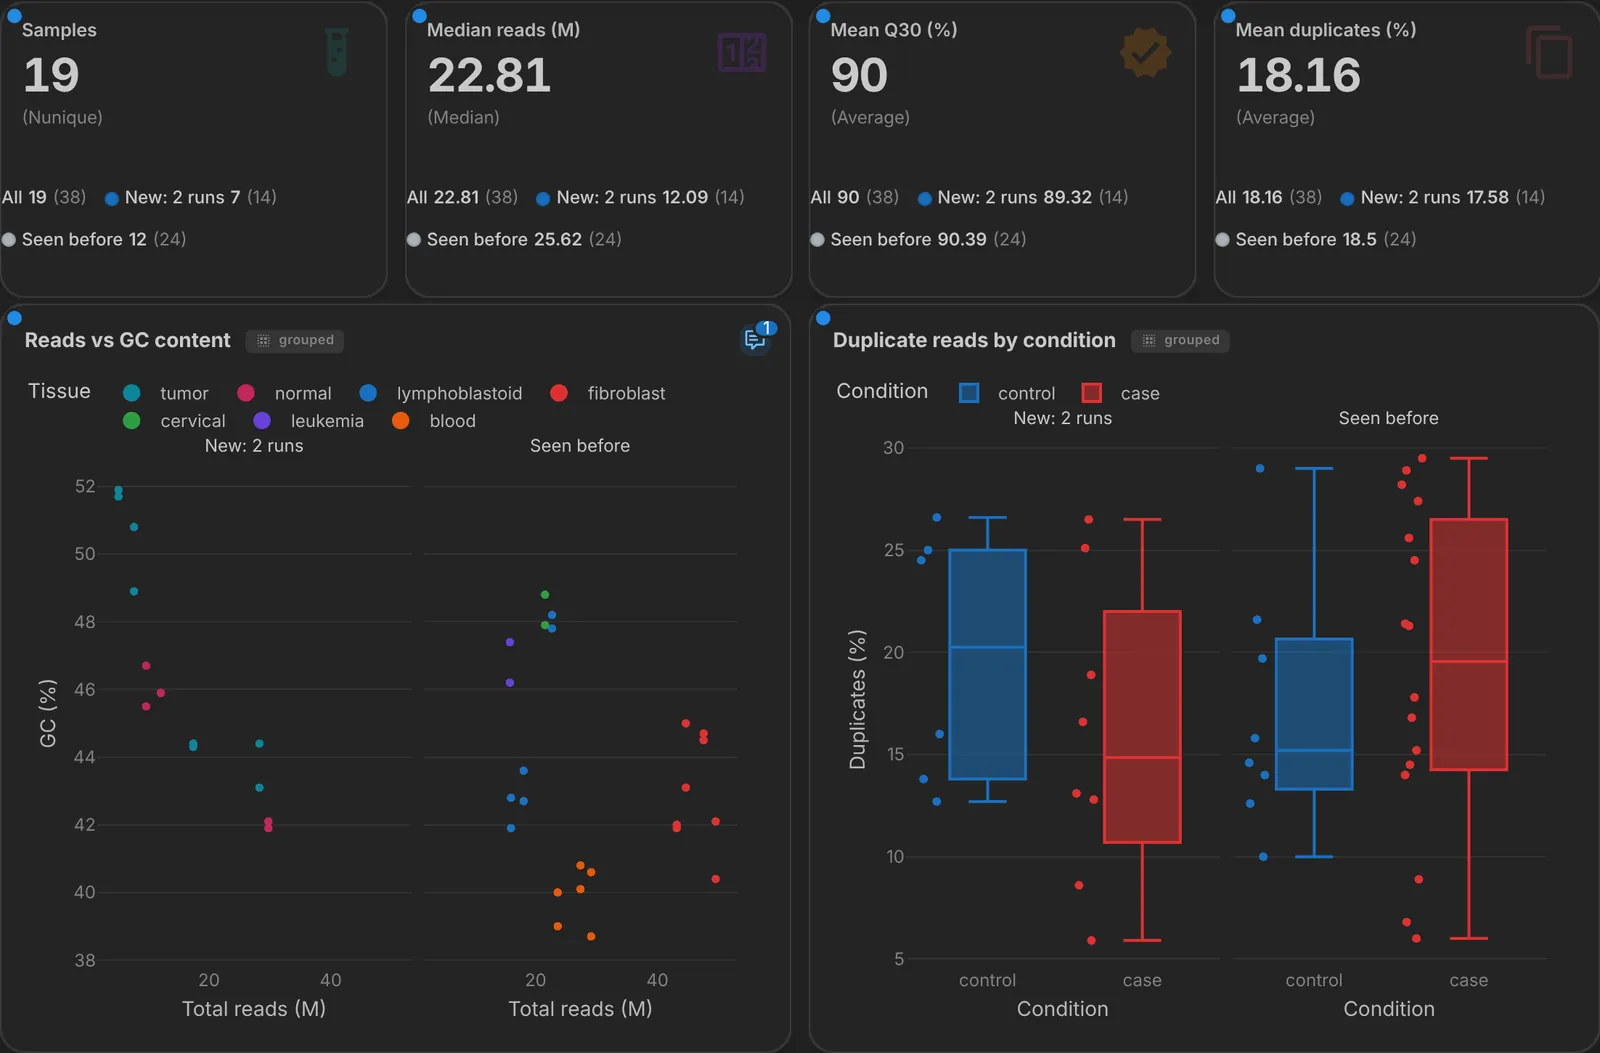 Samples
19
(Nunique)
All 19 (38) New: 2 runs 7 (14)
Seen before 12 (24)
Median reads (M)
22.81
(Median)
All 22.81 (38) New: 2 runs 12.09 (14)
Seen before 25.62 (24)
Mean Q30 (%)
90
(Average)
All 90 (38) New: 2 runs 89.32 (14)
Seen before 90.39 (24)
Mean duplicates (%)
18.16
(Average)
All 18.16 (38) New: 2 runs 17.58 (14)
Seen before 18.5 (24)
Reads vs GC content grouped
1
Tissue tumor normal lymphoblastoid fibroblast
cervical leukemia blood
New: 2 runs Seen before
52
50
48
46
44
42
40
38
GC (%)
20 40 20 40
Total reads (M) Total reads (M)
Duplicate reads by condition grouped
Condition control case
New: 2 runs Seen before
30
25
20
15
10
5
Duplicates (%)
control case control case
Condition Condition